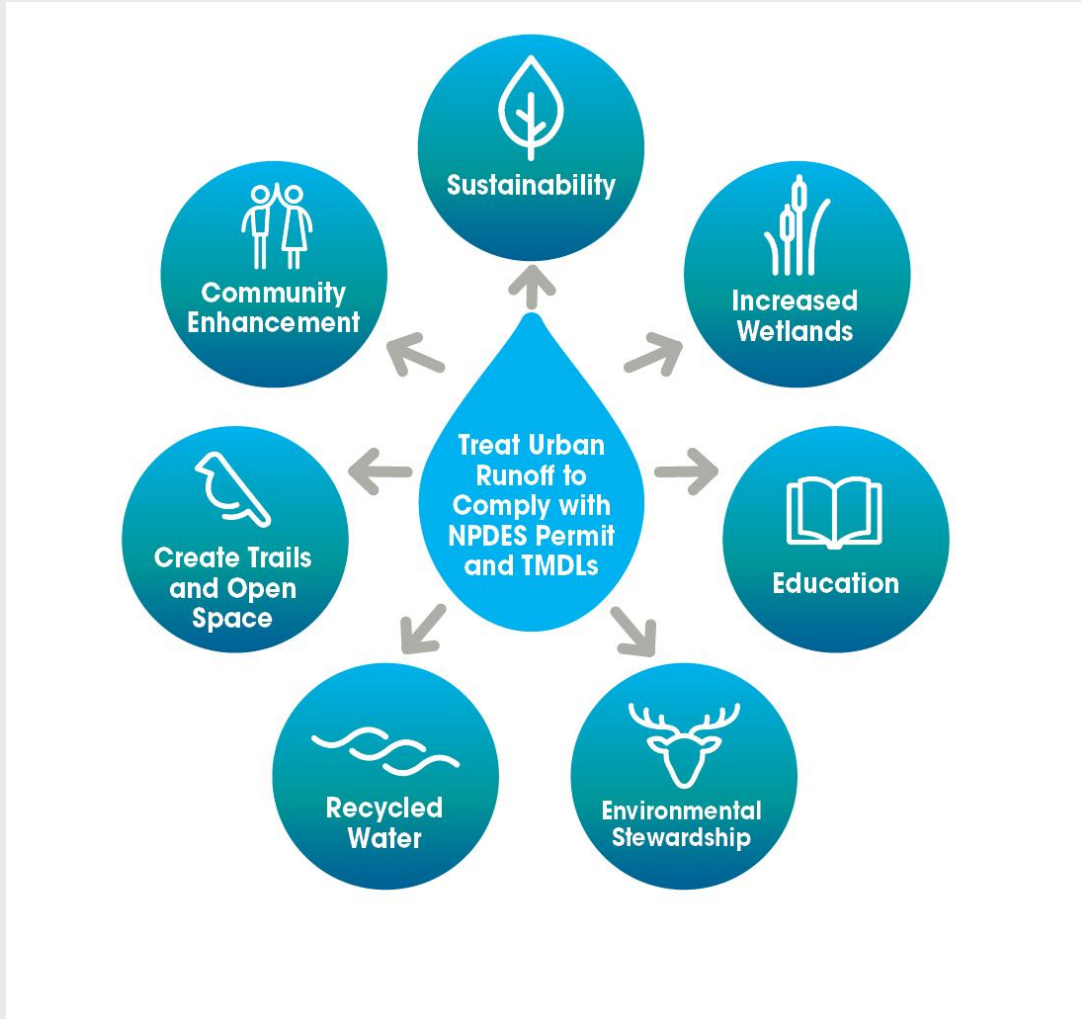 Sustainability
Increased
Wetlands
Education
Environmental
Stewardship
Recycled
Water
Create Trails
and Open
Space
Community
Enhancement
Treat Urban
Runoff to
Comply with
NPDES Permit
and TMDLs